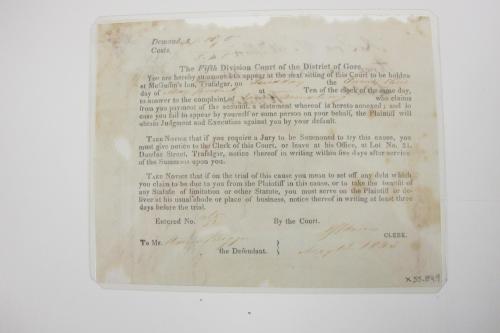 Demand,
Costs,
The Fifth Division Court of the District of Gore.
You are hereby summoned to appear at the next sitting of this Court to be holden
at McGuffin's Inn, Trafalgar, on the
day of at Ten of the clock of the same day,
to answer to the complaint of who claims
from you payment of the account, a statement whereof is hereto annexed; and in
case you fail to appear by yourself or some person on your behalf, the Plaintiff will
obtain Judgment and Execution against you by your default.
TAKE NOTICE that if you require a Jury to be Summoned to try this cause, you
must give notice to the Clerk of this Court, or leave at his Office, at Lot No. 31,
Dundas Street, Trafalgar, notice thereof in writing within five days after service
of the Summons upon you.
TAKE NOTICE that if on the trial of this cause you mean to set off any debt which
you claim to be due to you from the Plaintiff in this cause, or to take the benefit of
any Statute of limitation or other Statute, you must serve on the Plaintiff or de-
liver at his usual abode or place of business, notice thereof in writing at least three
days before the trial.
Entered No. By the Court.
CLERK.
To Mr.
the Defendant.